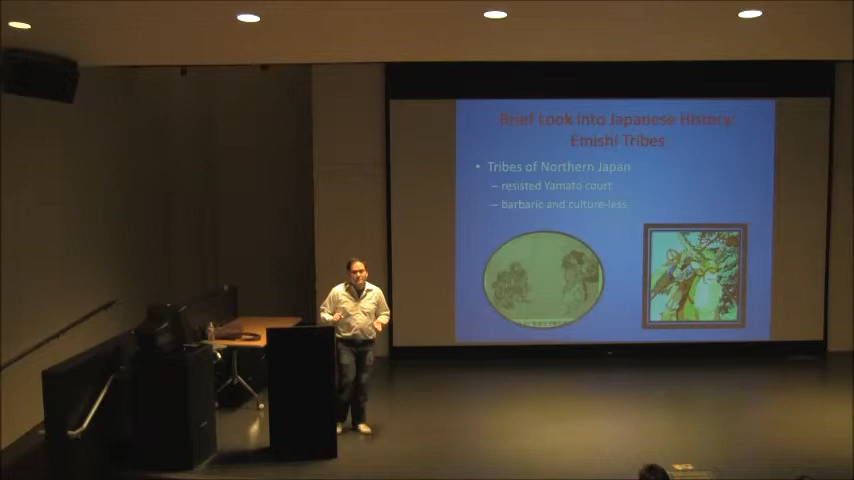 Brief Look into Japanese History:
Emishi Tribes
• Tribes of Northern Japan
– resisted Yamato court
– barbaric and culture-less